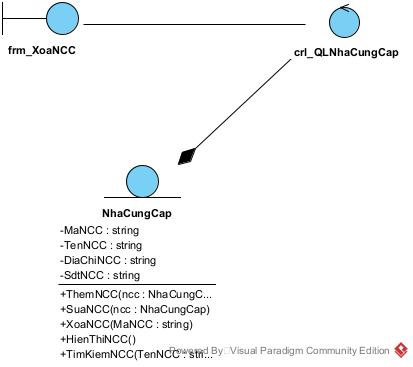 frm_XoaNCC
crl_QLNhaCungCap
NhaCungCap
-MaNCC : string
-TenNCC : string
-DiaChiNCC : string
-SdtNCC : string
+ThemNCC(ncc : NhaCungC...
+SuaNCC(ncc : NhaCungCap)
+XoaNCC(MaNCC : string)
+HienThiNCC()
+TimKiemNCC(TenNCC : stri...
Powered By Visual Paradigm Community Edition